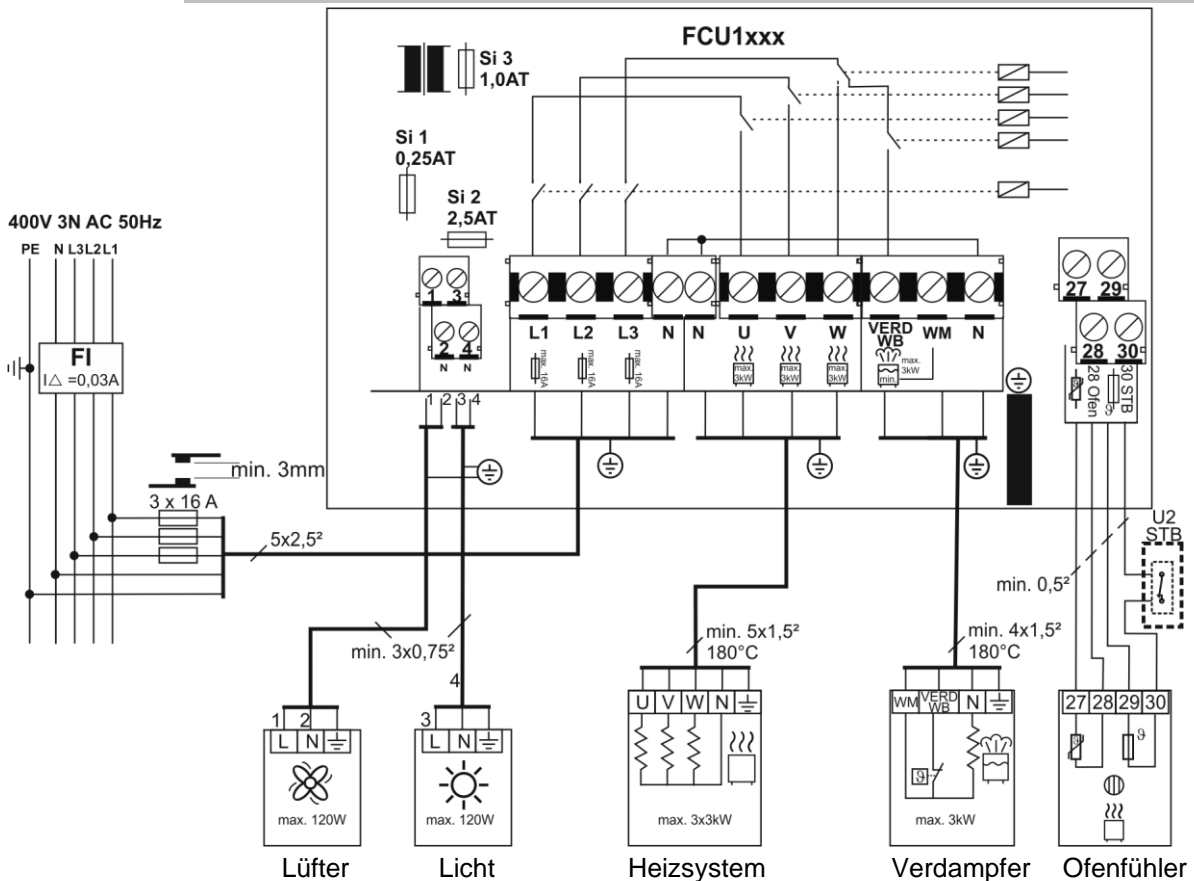 FCU1xxx
Si 3
1,0AT
Si 1
0,25AT
Si 2
2,5AT
400V 3N AC 50Hz
PE N L3 L2 L1
FI
I△ =0,03A
1 3
2 4
N N
L1 L2 L3 N N U V W VERD WB WM N
max. 16A
max. 16A
max. 16A
max. 3kW
max. 3kW
max. 3kW
min.
max. 3kW
27 29
28 30
28 Ofen
30 STB
ϑ
1 2 3 4
min. 3mm
3 x 16 A
5x2,5²
U2
STB
min. 0,5²
min. 3x0,75²
min. 5x1,5²
180°C
min. 4x1,5²
180°C
4
1 2
L N
max. 120W
Lüfter
3
L N
max. 120W
Licht
U V W N
max. 3x3kW
Heizsystem
WM VERD WB N
ϑ
max. 3kW
Verdampfer
27 28 29 30
ϑ
ϑ
Ofenfühler